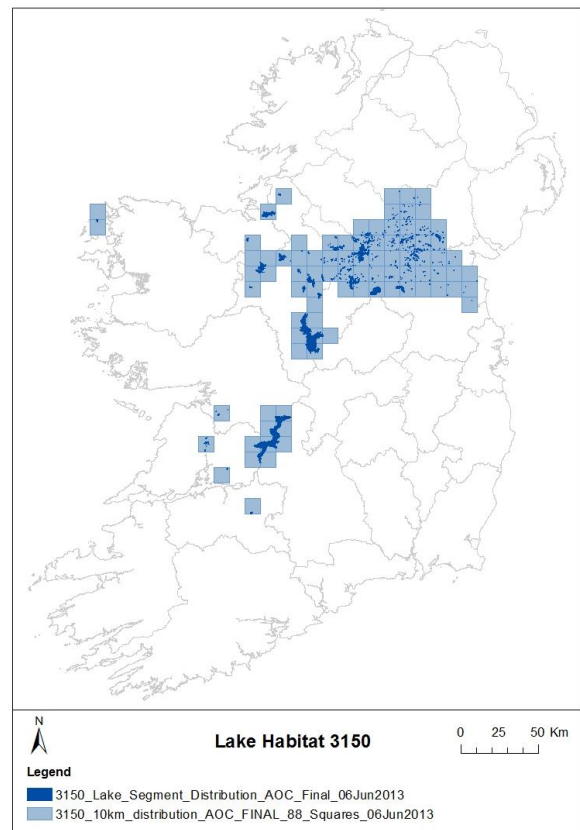 N
Lake Habitat 3150
0 25 50 Km
Legend
3150_Lake_Segment_Distribution_AOC_Final_06Jun2013
3150_10km_distribution_AOC_FINAL_88_Squares_06Jun2013